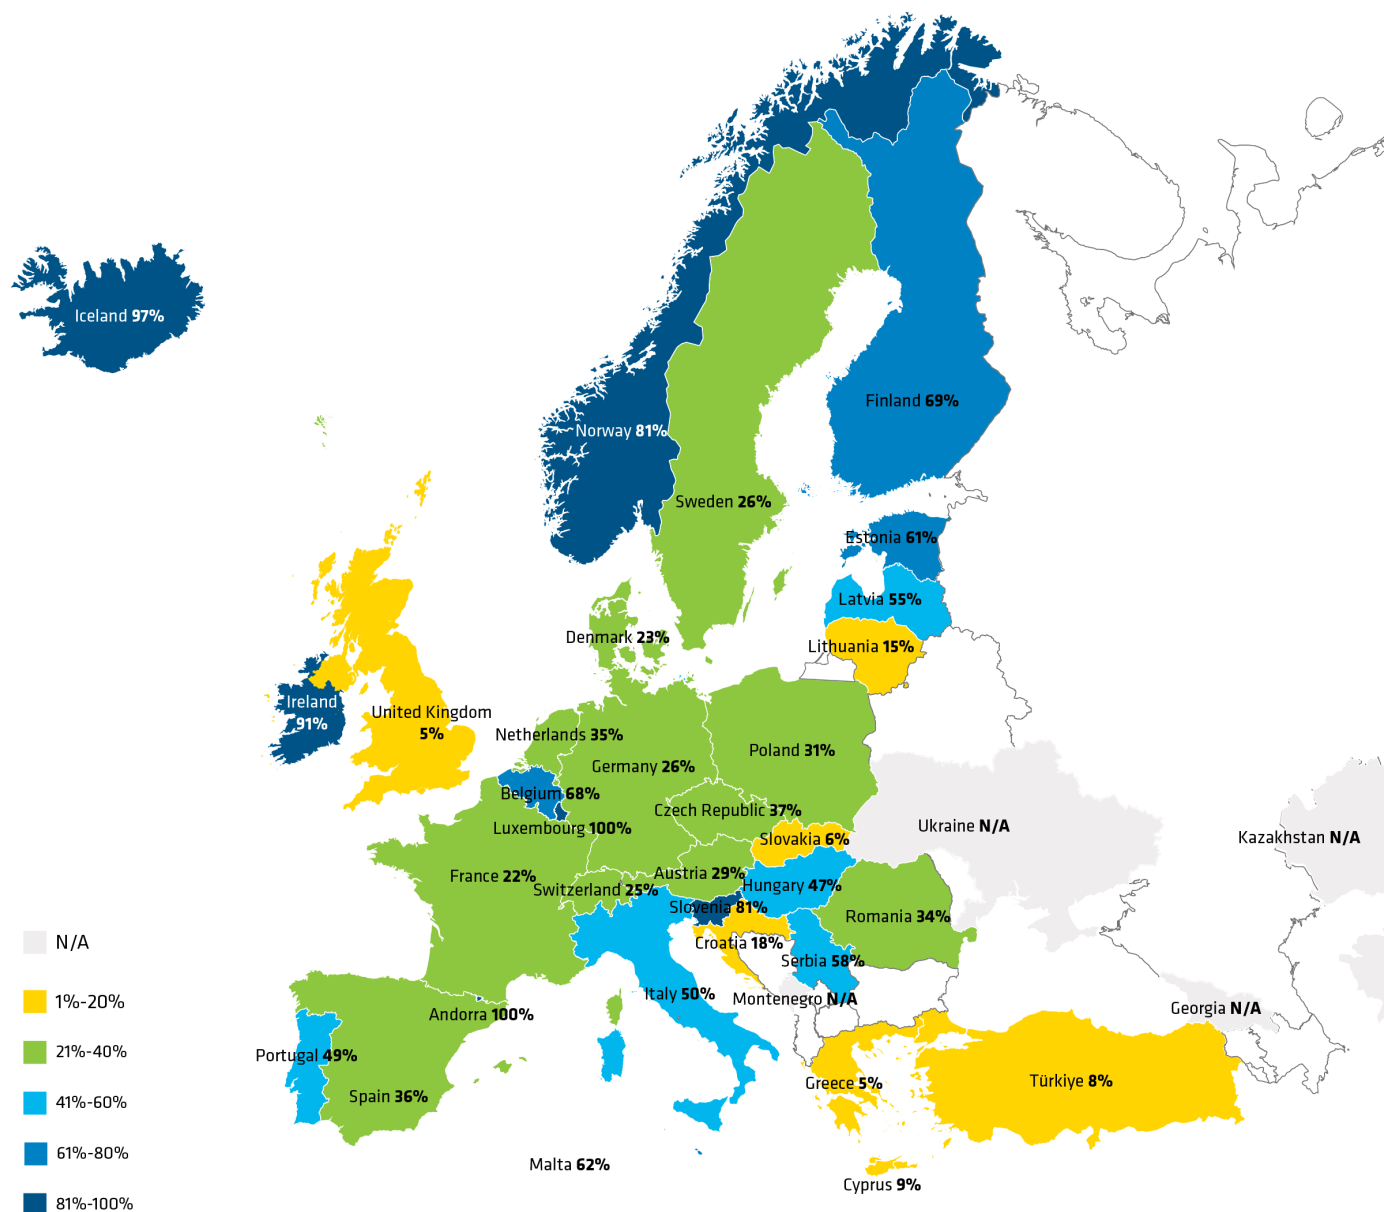 Iceland 97%
Finland 69%
Norway 81%
Sweden 26%
Estonia 61%
Latvia 55%
Denmark 23%
Lithuania 15%
Ireland
91%
United Kingdom
5%
Netherlands 35%
Poland 31%
Germany 26%
Belgium 68%
Czech Republic 37%
Luxembourg 100%
Ukraine N/A
Kazakhstan N/A
Slovakia 6%
France 22%
Austria 29%
Switzerland 25%
Hungary 47%
Slovenia 81%
Romania 34%
Croatia 18%
Serbia 58%
Italy 50%
Montenegro N/A
Andorra 100%
Georgia N/A
Portugal 49%
Spain 36%
Greece 5%
Türkiye 8%
Malta 62%
Cyprus 9%
N/A
1%-20%
21%-40%
41%-60%
61%-80%
81%-100%